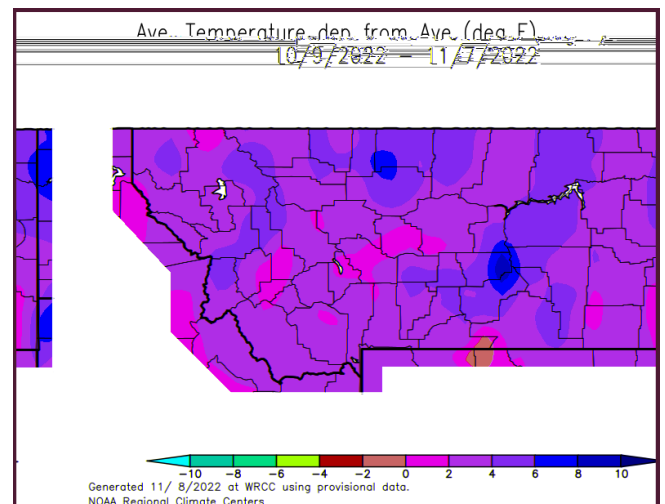 Ave. Temperature dep from Ave (deg F)
10/9/2022 – 11/7/2022
-10 -8 -6 -4 -2 0 2 4 6 8 10
Generated 11/ 8/2022 at WRCC using provisional data.
NOAA Regional Climate Centers